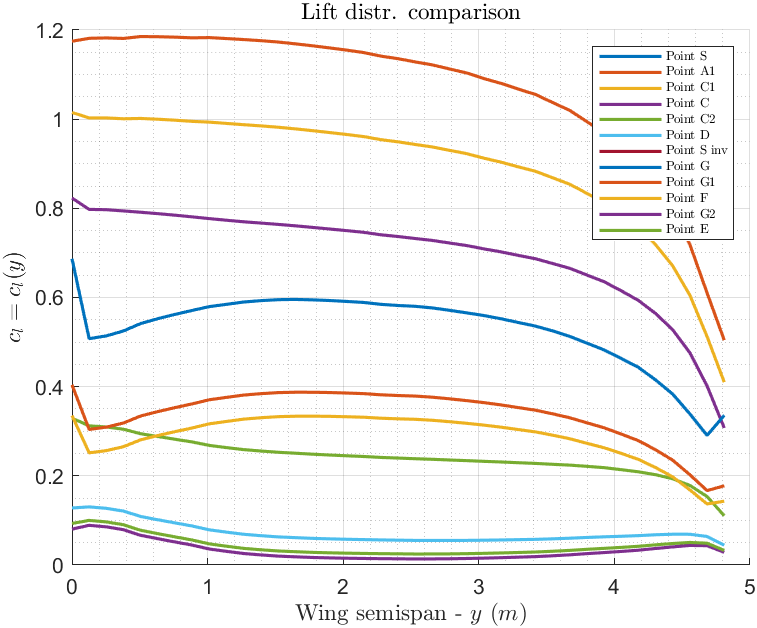 Lift distr. comparison
1.2
1
0.8
0.6
0.4
0.2
0
c_l = c_l(y)
Point S
Point A1
Point C1
Point C
Point C2
Point D
Point S inv
Point G
Point G1
Point F
Point G2
Point E
0 1 2 3 4 5
Wing semispan - y (m)